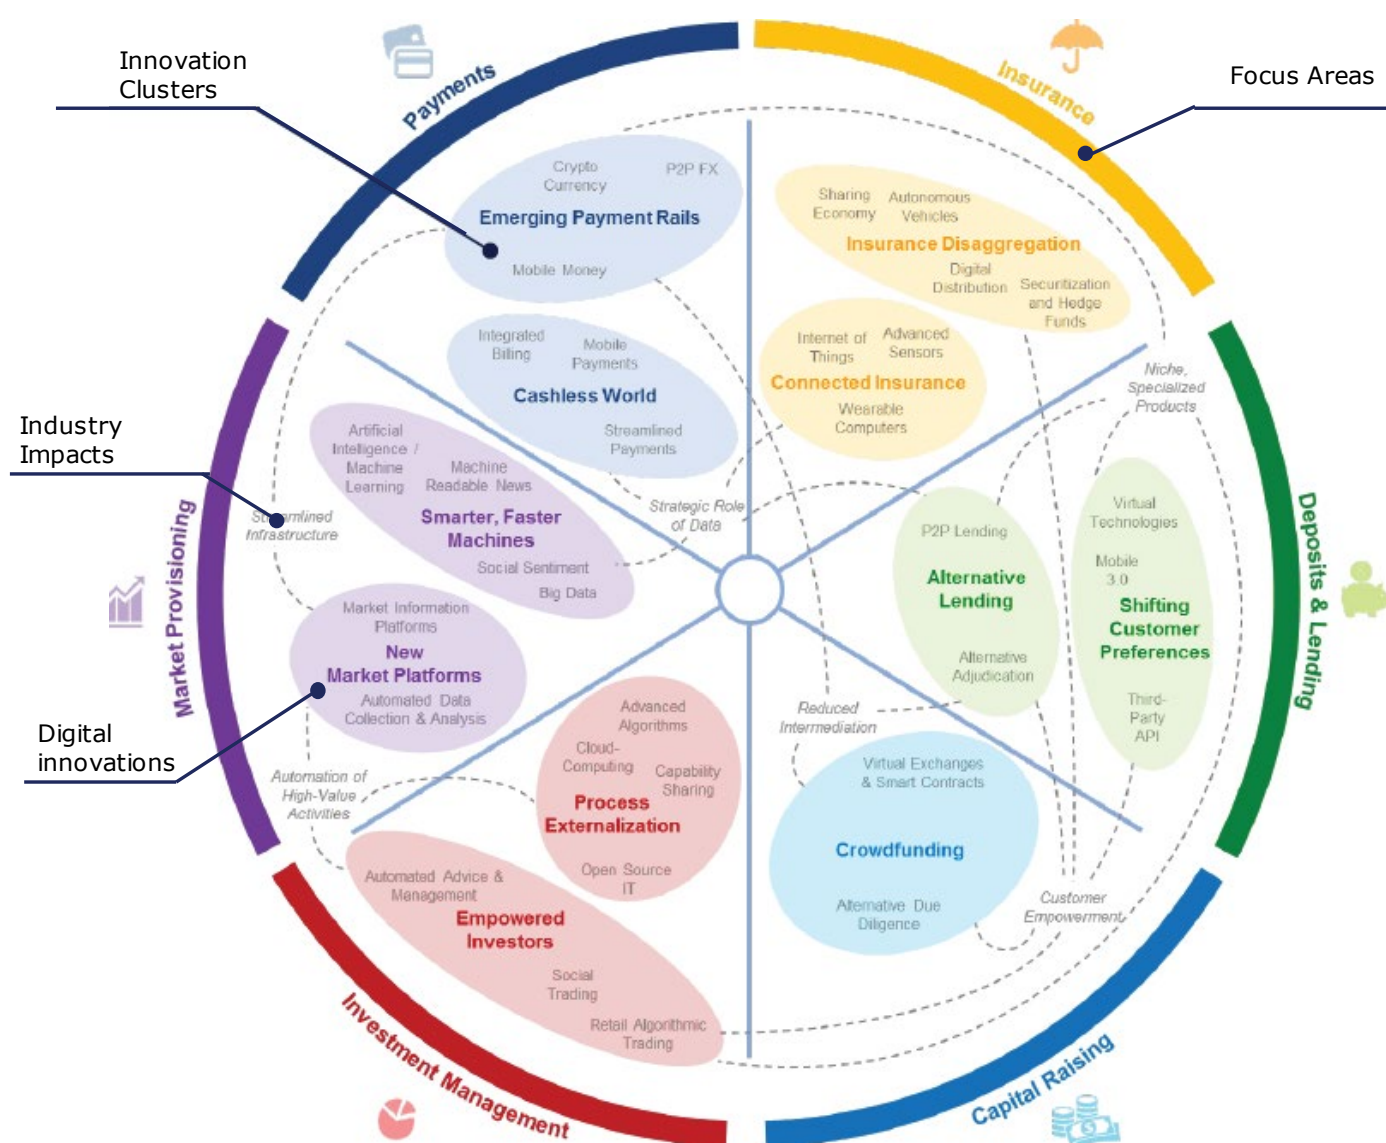 Innovation
Clusters
Focus Areas
Industry
Impacts
Digital
innovations
Payments
Crypto
Currency
P2P FX
Emerging Payment Rails
Mobile Money
Integrated
Billing
Mobile
Payments
Cashless World
Streamlined
Payments
Insurance
Sharing
Economy
Autonomous
Vehicles
Insurance Disaggregation
Digital
Distribution
Securitization
and Hedge
Funds
Internet of
Things
Advanced
Sensors
Connected Insurance
Wearable
Computers
Niche,
Specialized
Products
Deposits & Lending
P2P Lending
Alternative
Lending
Alternative
Adjudication
Virtual
Technologies
Mobile
3.0
Shifting
Customer
Preferences
Third-
Party
API
Market Provisioning
Artificial
Intelligence /
Machine
Learning
Machine
Readable News
Smarter, Faster
Machines
Social Sentiment
Big Data
Strategic Role
of Data
Streamlined
Infrastructure
Market Information
Platforms
New
Market Platforms
Automated Data
Collection & Analysis
Automation of
High-Value
Activities
Investment Management
Advanced
Algorithms
Cloud-
Computing
Capability
Sharing
Process
Externalization
Open Source
IT
Automated Advice &
Management
Empowered
Investors
Social
Trading
Retail Algorithmic
Trading
Capital Raising
Reduced
Intermediation
Virtual Exchanges
& Smart Contracts
Crowdfunding
Alternative Due
Diligence
Customer
Empowerment